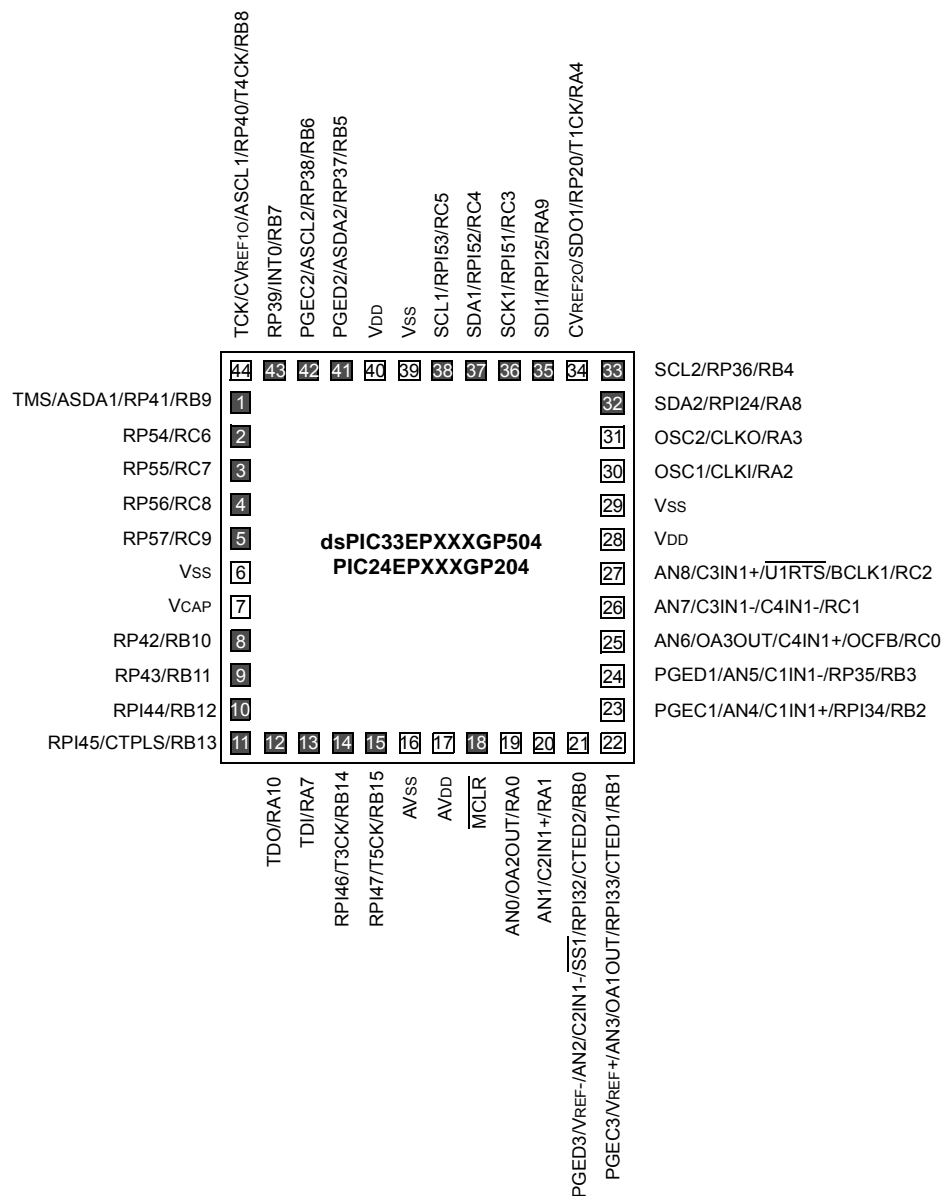 TCK/CVREF1O/ASCL1/RP40/T4CK/RB8
RP39/INT0/RB7
PGEC2/ASCL2/RP38/RB6
PGED2/ASDA2/RP37/RB5
VDD
VSS
SCL1/RPI53/RC5
SDA1/RPI52/RC4
SCK1/RPI51/RC3
SDI1/RPI25/RA9
CVREF2O/SDO1/RP20/T1CK/RA4
44 43 42 41 40 39 38 37 36 35 34 33 SCL2/RP36/RB4
TMS/ASDA1/RP41/RB9 1 32 SDA2/RPI24/RA8
RP54/RC6 2 31 OSC2/CLKO/RA3
RP55/RC7 3 30 OSC1/CLKI/RA2
RP56/RC8 4 29 VSS
RP57/RC9 5 dsPIC33EPXXXGP504 28 VDD
PIC24EPXXXGP204
VSS 6 27 AN8/C3IN1+/U1RTS/BCLK1/RC2
VCAP 7 26 AN7/C3IN1-/C4IN1-/RC1
RP42/RB10 8 25 AN6/OA3OUT/C4IN1+/OCFB/RC0
RP43/RB11 9 24 PGED1/AN5/C1IN1-/RP35/RB3
RPI44/RB12 10 23 PGEC1/AN4/C1IN1+/RPI34/RB2
RPI45/CTPLS/RB13 11 12 13 14 15 16 17 18 19 20 21 22
TDO/RA10
TDI/RA7
RPI46/T3CK/RB14
RPI47/T5CK/RB15
AVSS
AVDD
MCLR
AN0/OA2OUT/RA0
AN1/C2IN1+/RA1
PGED3/VREF-/AN2/C2IN1-/SS1/RPI32/CTED2/RB0
PGEC3/VREF+/AN3/OA1OUT/RPI33/CTED1/RB1